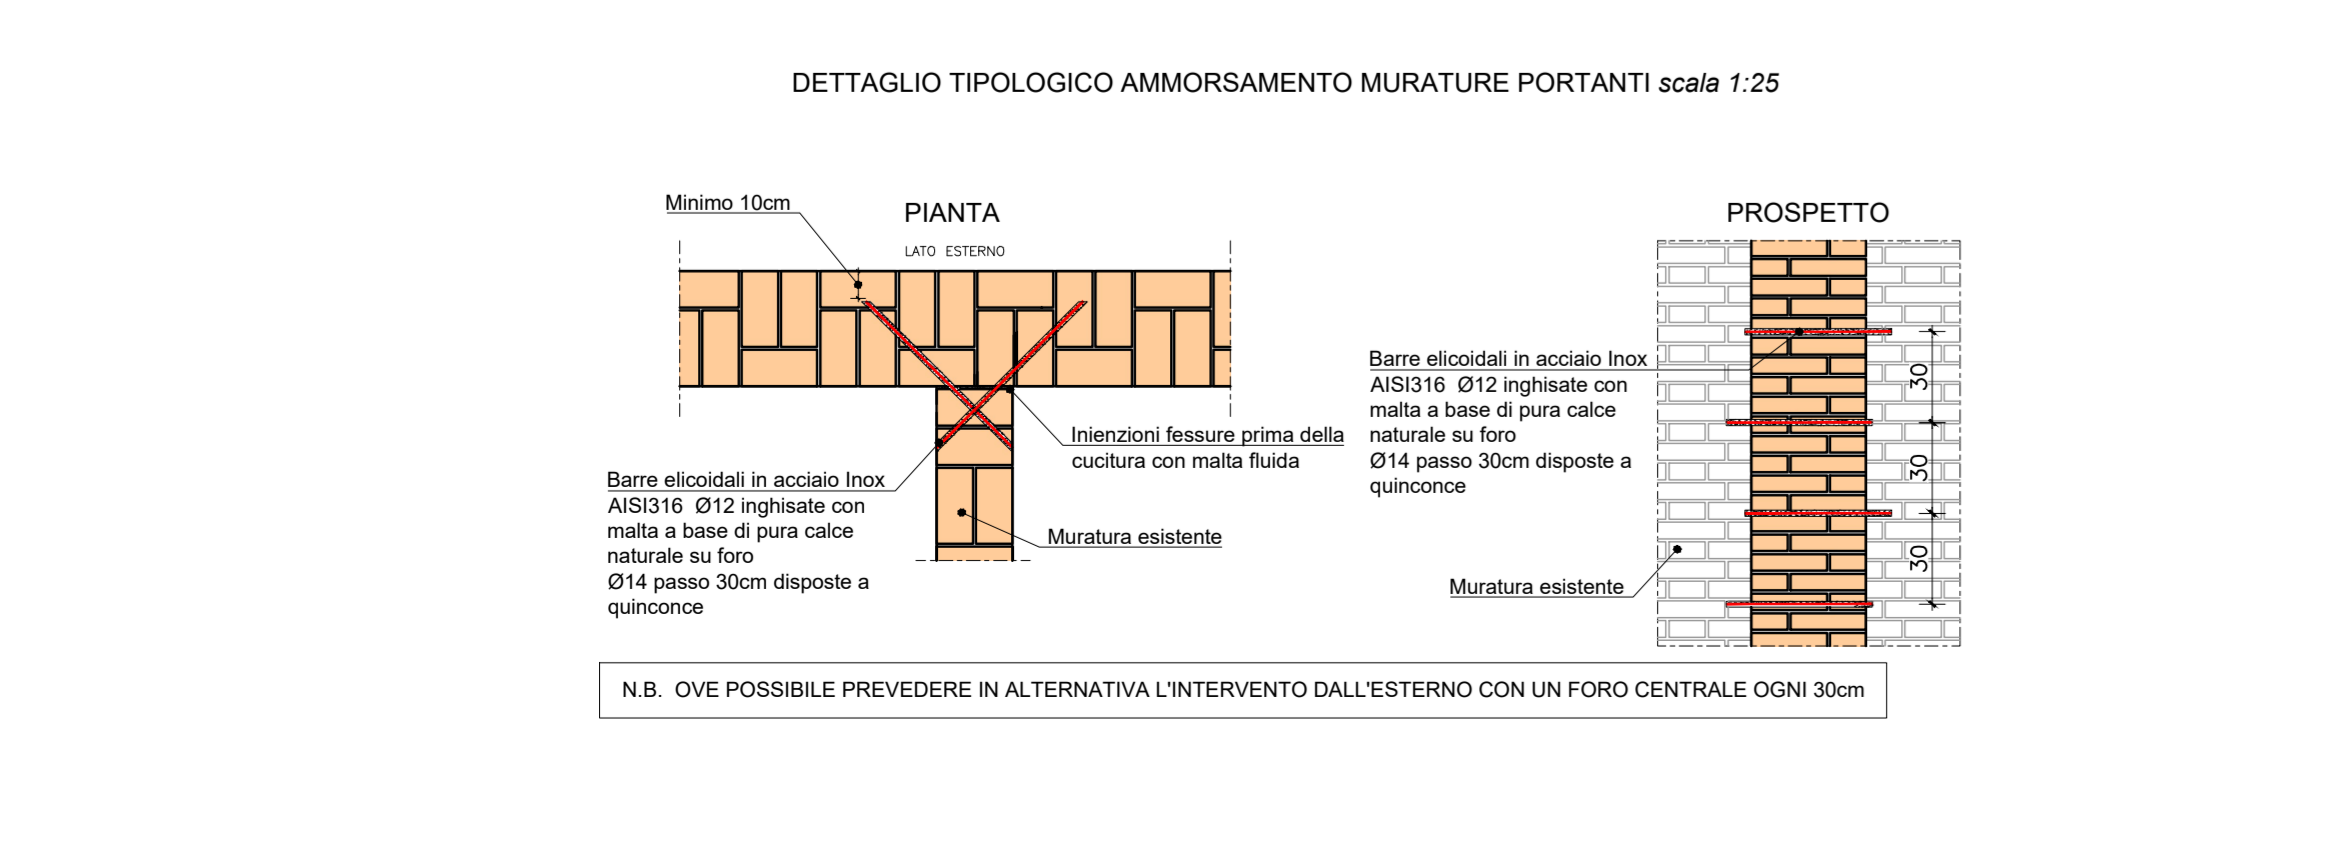 DETTAGLIO TIPOLOGICO AMMORSAMENTO MURATURE PORTANTI scala 1:25
Minimo 10cm
PIANTA
LATO ESTERNO
Inienzioni fessure prima della
cucitura con malta fluida
Barre elicoidali in acciaio Inox
AISI316 Ø12 inghisate con
malta a base di pura calce
naturale su foro
Ø14 passo 30cm disposte a
quinconce
Muratura esistente
PROSPETTO
Barre elicoidali in acciaio Inox
AISI316 Ø12 inghisate con
malta a base di pura calce
naturale su foro
Ø14 passo 30cm disposte a
quinconce
30
30
30
Muratura esistente
N.B. OVE POSSIBILE PREVEDERE IN ALTERNATIVA L'INTERVENTO DALL'ESTERNO CON UN FORO CENTRALE OGNI 30cm